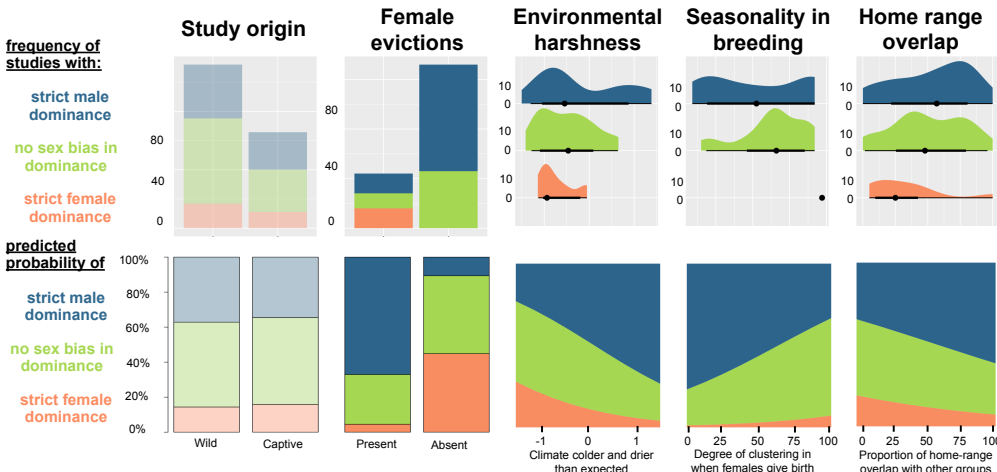 Study origin
Female
evictions
Environmental
harshness
Seasonality in
breeding
Home range
overlap
frequency of
studies with:
strict male
dominance
no sex bias in
dominance
strict female
dominance
80
40
0
80
40
0
10
0
10
0
10
0
10
0
10
0
10
0
10
0
10
0
10
0
predicted
probability of
strict male
dominance
no sex bias in
dominance
strict female
dominance
100%
80%
60%
40%
20%
0%
Wild
Captive
Present
Absent
-1 0 1
Climate colder and drier
than expected
0 25 50 75 100
Degree of clustering in
when females give birth
0 25 50 75 100
Proportion of home-range
overlap with other groups